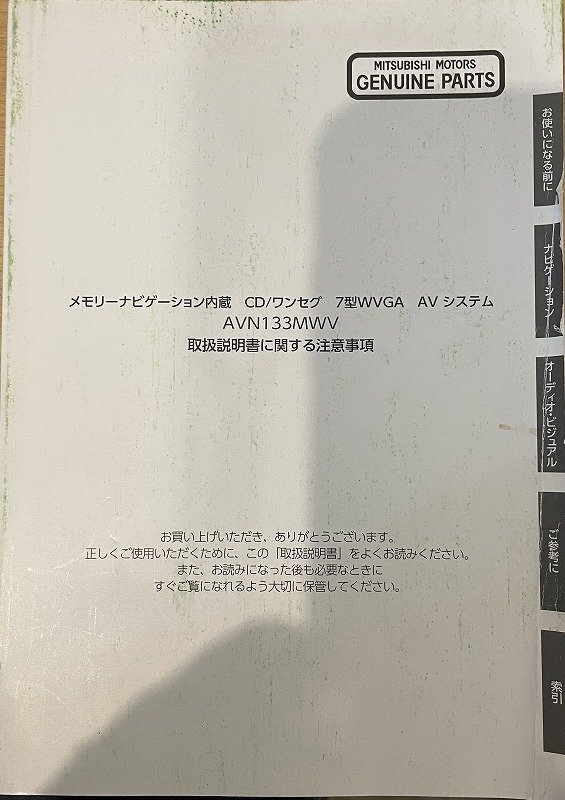 MITSUBISHI MOTORS
GENUINE PARTS
お使いになる前に
ナビゲーション
オーディオ・ビジュアル
ご参考に
索引
メモリーナビゲーション内蔵 CD/ワンセグ 7型WVGA AV システム
AVN133MWV
取扱説明書に関する注意事項
お買い上げいただき、ありがとうございます。
正しくご使用いただくために、この「取扱説明書」をよくお読みください。
また、お読みになった後も必要なときに
すぐご覧になれるよう大切に保管してください。